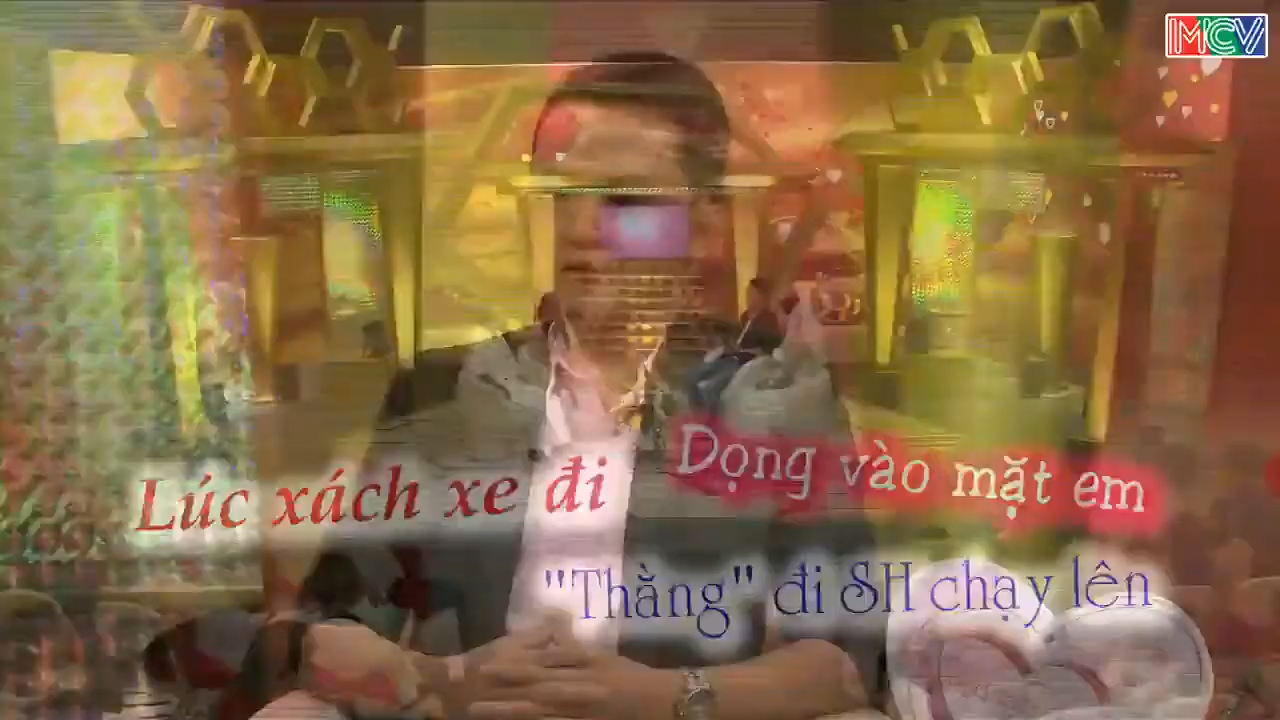 MCV
Lúc xách xe đi
Dọng vào mặt em
"Thằng" đi SH chạy lên